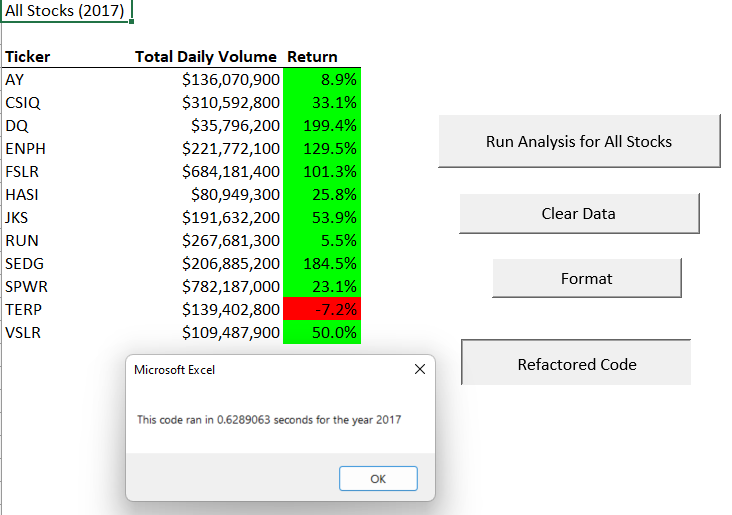 All Stocks (2017)
Ticker Total Daily Volume Return
AY $136,070,900 8.9%
CSIQ $310,592,800 33.1%
DQ $35,796,200 199.4%
ENPH $221,772,100 129.5%
FSLR $684,181,400 101.3%
HASI $80,949,300 25.8%
JKS $191,632,200 53.9%
RUN $267,681,300 5.5%
SEDG $206,885,200 184.5%
SPWR $782,187,000 23.1%
TERP $139,402,800 -7.2%
VSLR $109,487,900 50.0%
Run Analysis for All Stocks
Clear Data
Format
Refactored Code
Microsoft Excel
This code ran in 0.6289063 seconds for the year 2017
OK